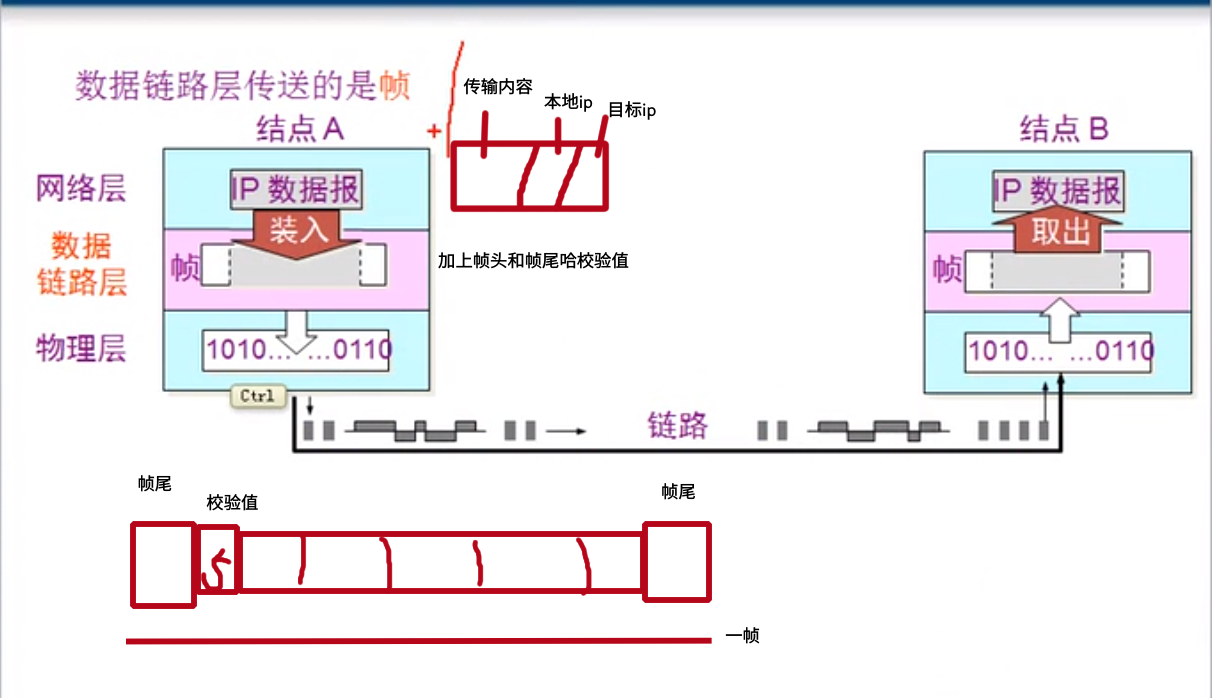 数据链路层传送的是帧
传输内容
本地ip
目标ip
结点 A
+
结点 B
网络层
IP 数据报
IP 数据报
装入
取出
数据
链路层
帧
加上帧头和帧尾哈校验值
帧
物理层
1010... ...0110
1010... ...0110
Ctrl
链路
帧尾
校验值
帧尾
5
一帧